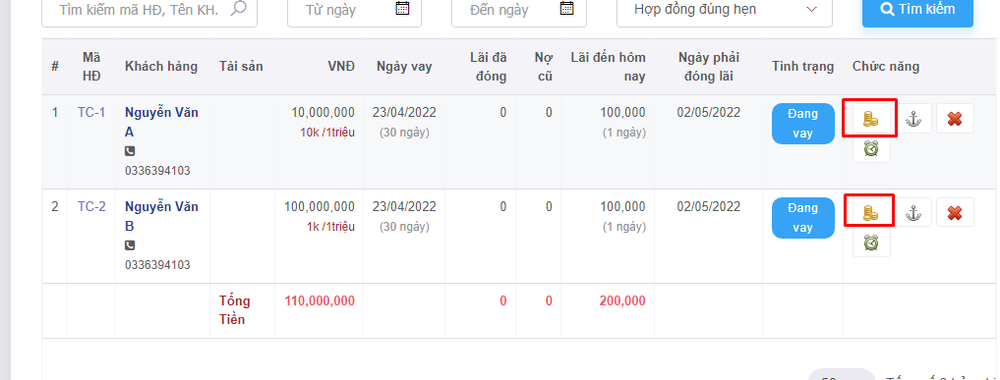 Tìm kiếm mã HĐ, Tên KH. Từ ngày Đến ngày Hợp đồng đúng hẹn Tìm kiếm
# Mã HĐ Khách hàng Tài sản VNĐ Ngày vay Lãi đã đóng Nợ cũ Lãi đến hôm nay Ngày phải đóng lãi Tình trạng Chức năng
1 TC-1 Nguyễn Văn A 10,000,000 23/04/2022 0 0 100,000 02/05/2022 Đang vay
10k /1triệu (30 ngày) (1 ngày)
0336394103
2 TC-2 Nguyễn Văn B 100,000,000 23/04/2022 0 0 100,000 02/05/2022 Đang vay
1k /1triệu (30 ngày) (1 ngày)
0336394103
Tổng Tiền 110,000,000 0 0 200,000